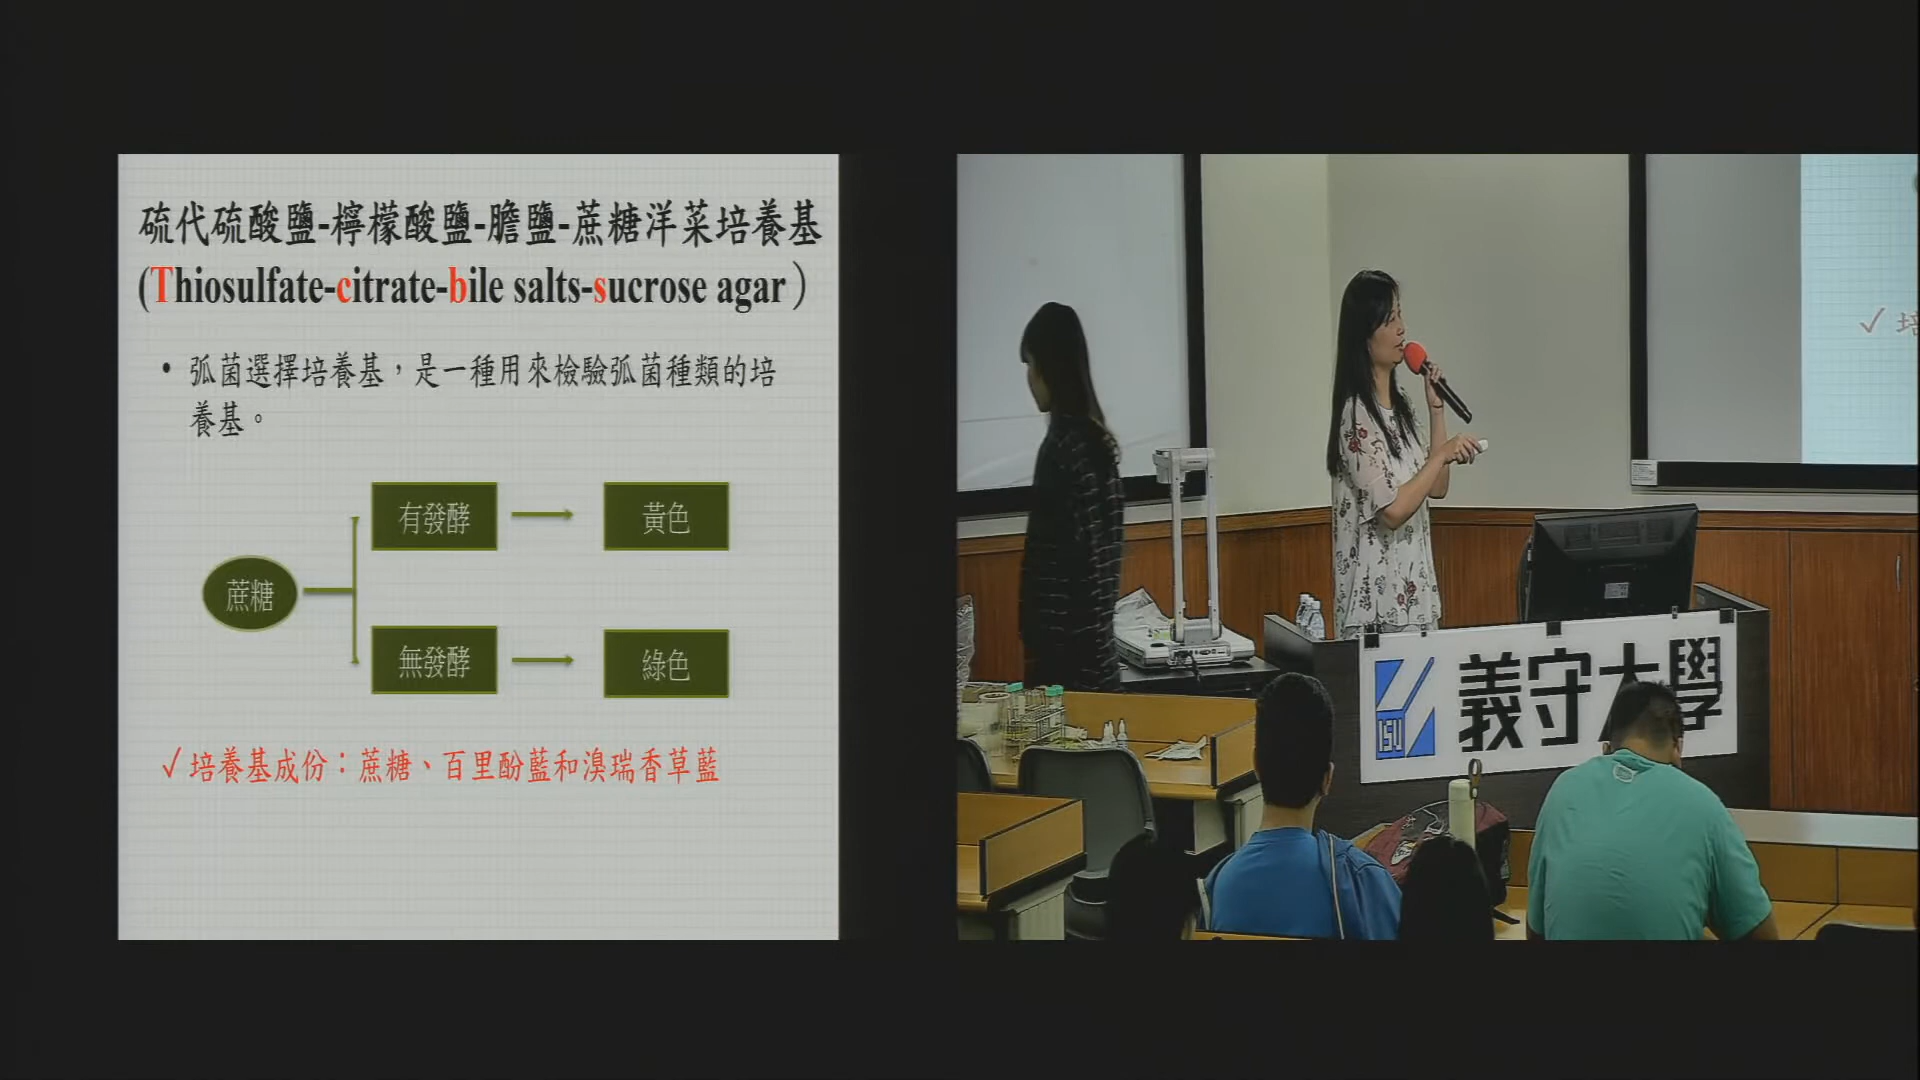 硫代硫酸鹽-檸檬酸鹽-膽鹽-蔗糖洋菜培養基
(Thiosulfate-citrate-bile salts-sucrose agar)
• 弧菌選擇培養基，是一種用來檢驗弧菌種類的培
養基。
蔗糖
有發酵
黃色
無發酵
綠色
✓ 培養基成份：蔗糖、百里酚藍和溴瑞香草藍
✓ 培
ISU 義守大學